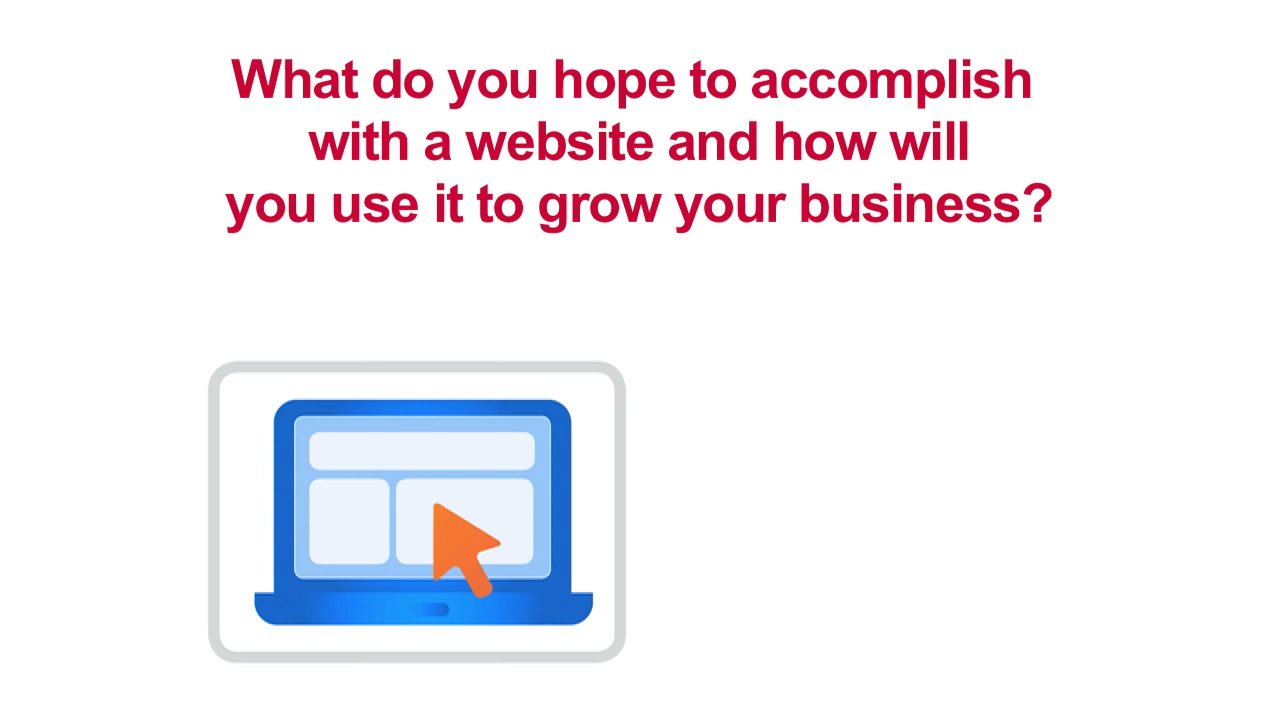 What do you hope to accomplish
with a website and how will
you use it to grow your business?